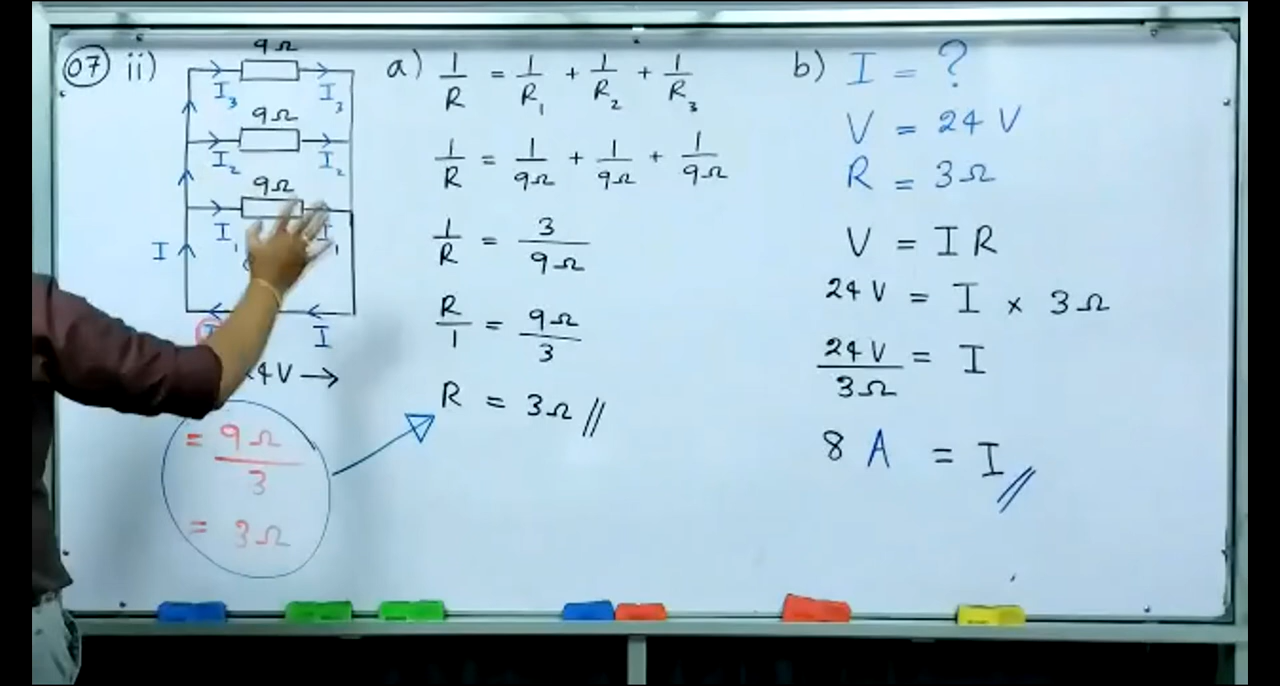 07 ii)
9Ω
I₃ I₃
9Ω
I₂ I₂
9Ω
I₁ I₁
I
I
4V →
= 9Ω/3
= 3Ω
a) 1/R = 1/R₁ + 1/R₂ + 1/R₃
1/R = 1/9Ω + 1/9Ω + 1/9Ω
1/R = 3/9Ω
R/1 = 9Ω/3
R = 3Ω //
b) I = ?
V = 24 V
R = 3Ω
V = I R
24 V = I × 3Ω
24 V/3Ω = I
8 A = I //